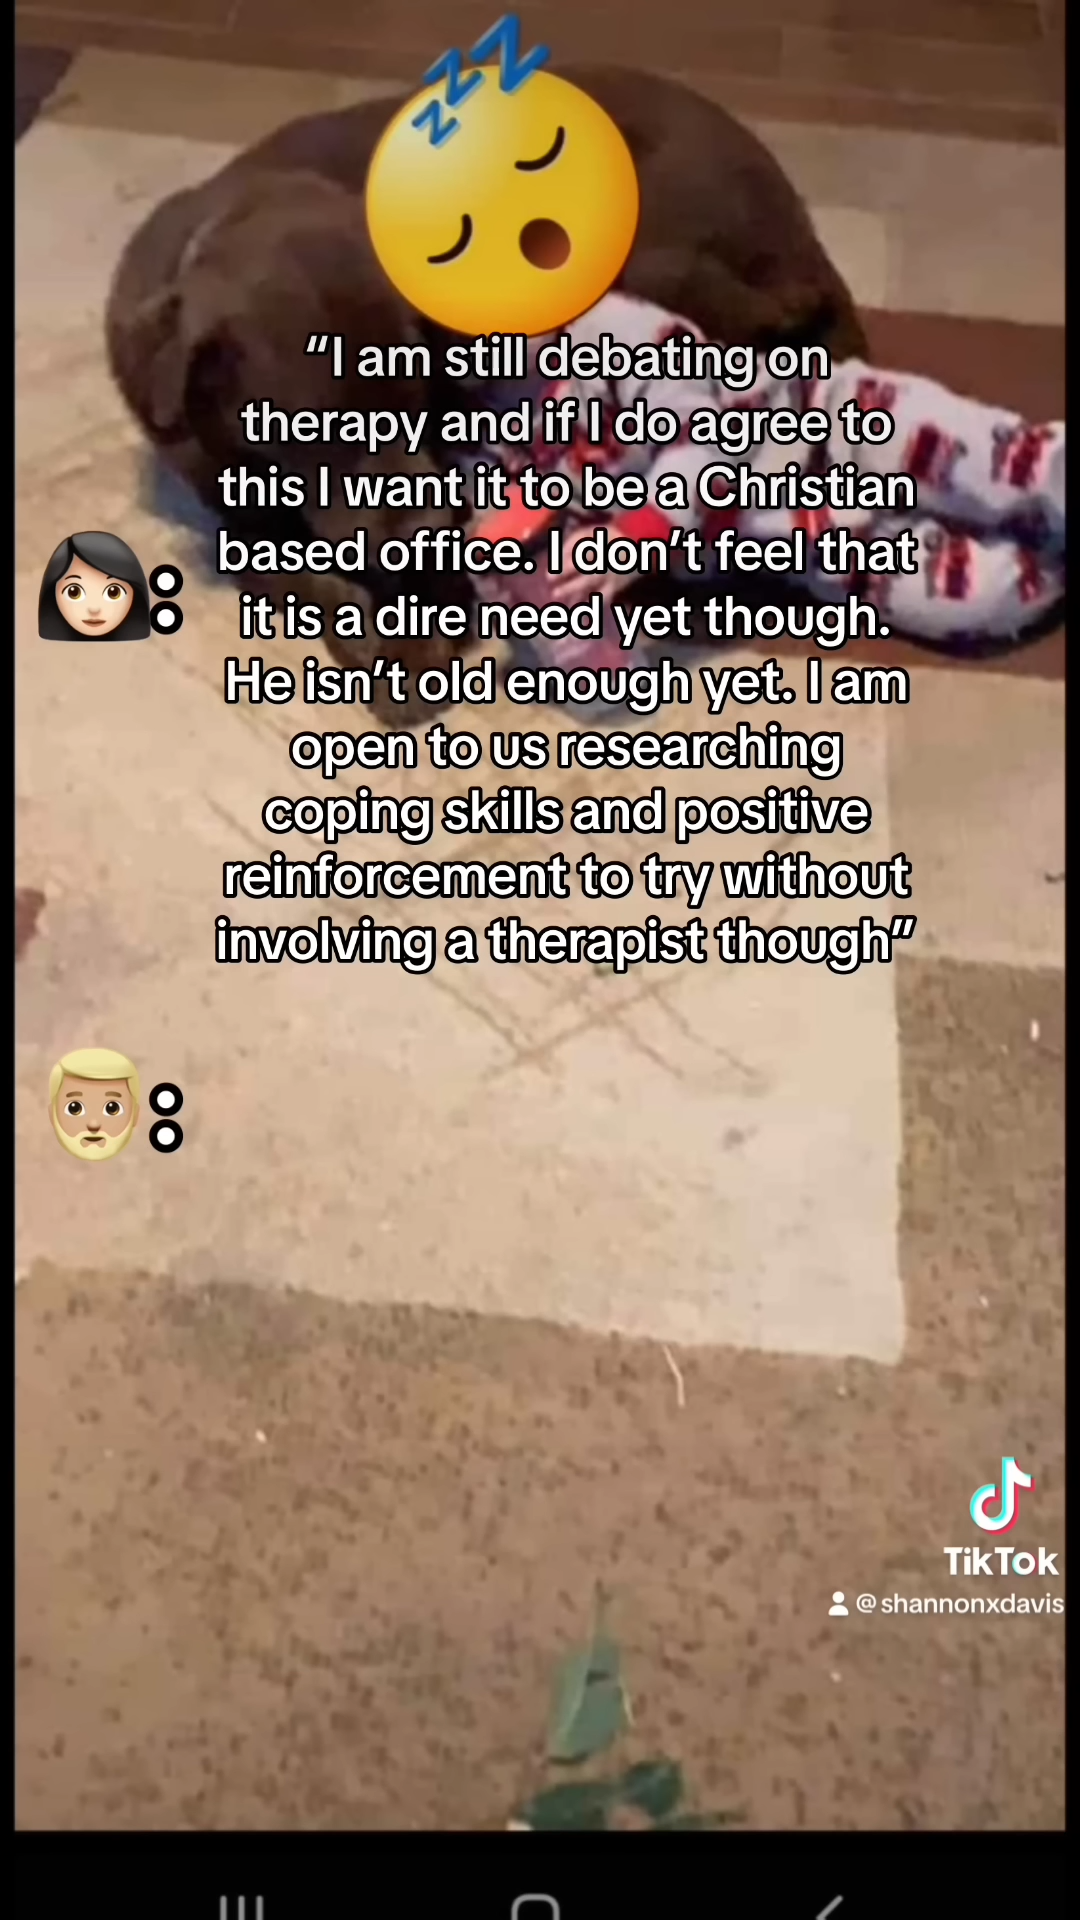 “I am still debating on
therapy and if I do agree to
this I want it to be a Christian
based office. I don’t feel that
it is a dire need yet though.
He isn’t old enough yet. I am
open to us researching
coping skills and positive
reinforcement to try without
involving a therapist though”
TikTok
@shannonxdavis